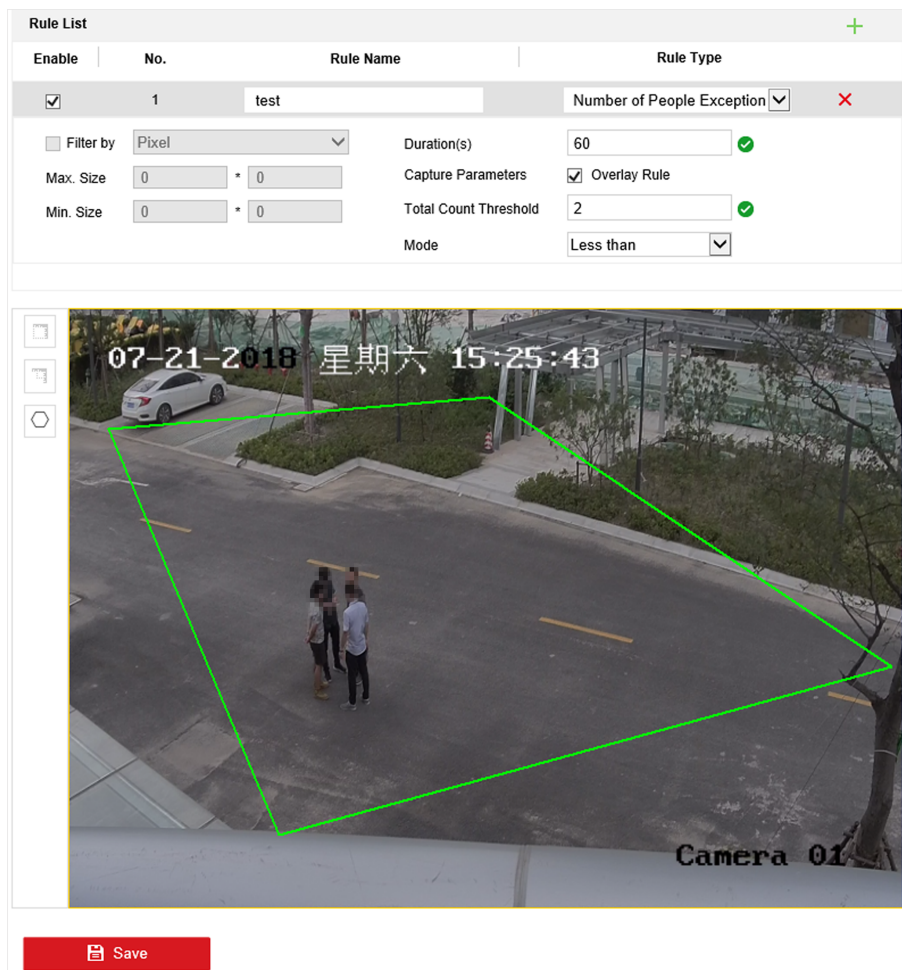 Rule List
Enable No. Rule Name Rule Type
1 test Number of People Exception
Filter by Pixel Duration(s) 60
Max. Size 0 * 0 Capture Parameters Overlay Rule
Min. Size 0 * 0 Total Count Threshold 2
Mode Less than
07-21-2018 星期六 15:25:43
Camera 01
Save